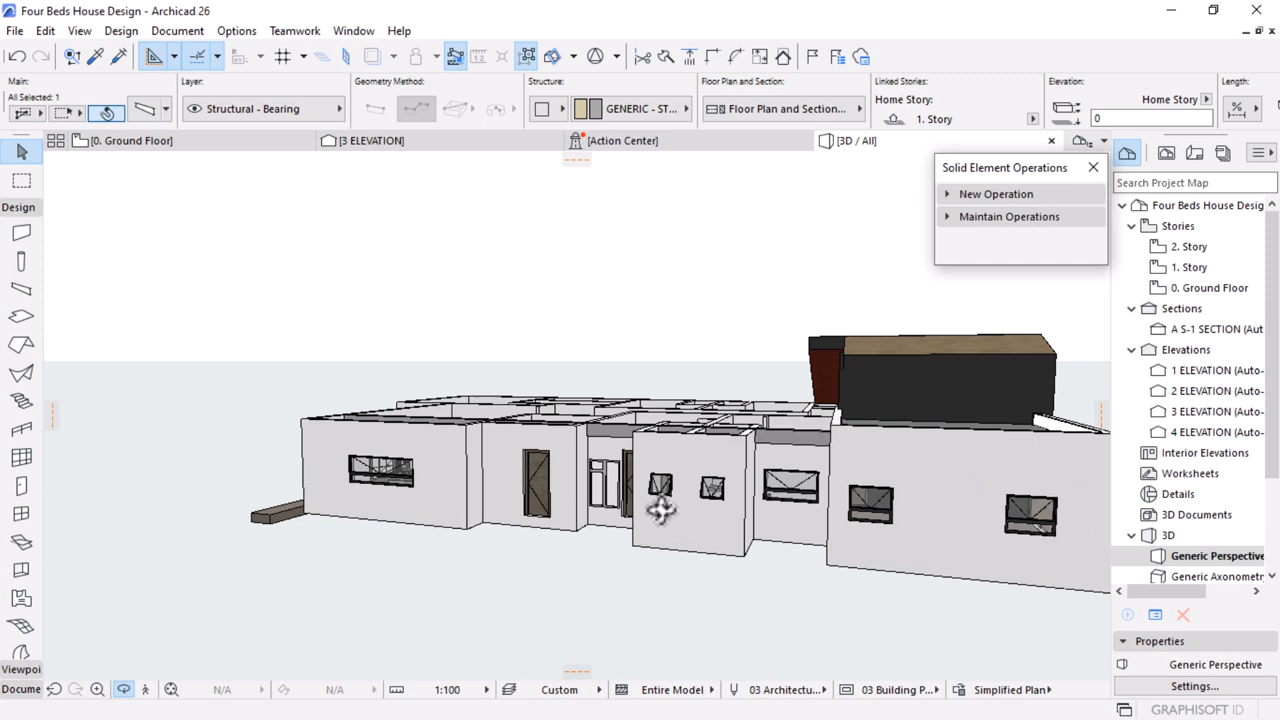 Four Beds House Design - Archicad 26
File Edit View Design Document Options Teamwork Window Help
Main:
All Selected: 1
Layer:
Structural - Bearing
Geometry Method:
Structure:
GENERIC - ST...
Floor Plan and Section:
Floor Plan and Section...
Linked Stories:
Home Story:
1. Story
Elevation:
Home Story
0
Length:
[0. Ground Floor]
[3 ELEVATION]
[Action Center]
[3D / All]
Solid Element Operations
New Operation
Maintain Operations
Search Project Map
Four Beds House Desig
Stories
2. Story
1. Story
0. Ground Floor
Sections
A S-1 SECTION (Aut
Elevations
1 ELEVATION (Auto-
2 ELEVATION (Auto-
3 ELEVATION (Auto-
4 ELEVATION (Auto-
Interior Elevations
Worksheets
Details
3D Documents
3D
Generic Perspective
Generic Axonometr
Properties
Generic Perspective
Settings...
GRAPHISOFT ID
Design
Viewpoi
Docume
N/A
N/A
1:100
Custom
Entire Model
03 Architectu...
03 Building P...
Simplified Plan